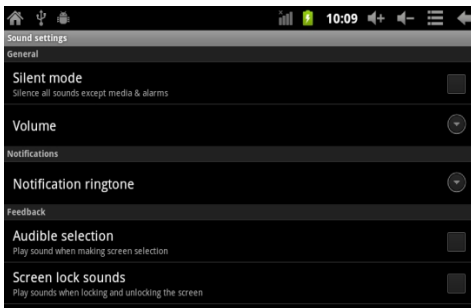 10:09
Sound settings
General
Silent mode
Silence all sounds except media & alarms
Volume
Notifications
Notification ringtone
Feedback
Audible selection
Play sound when making screen selection
Screen lock sounds
Play sounds when locking and unlocking the screen